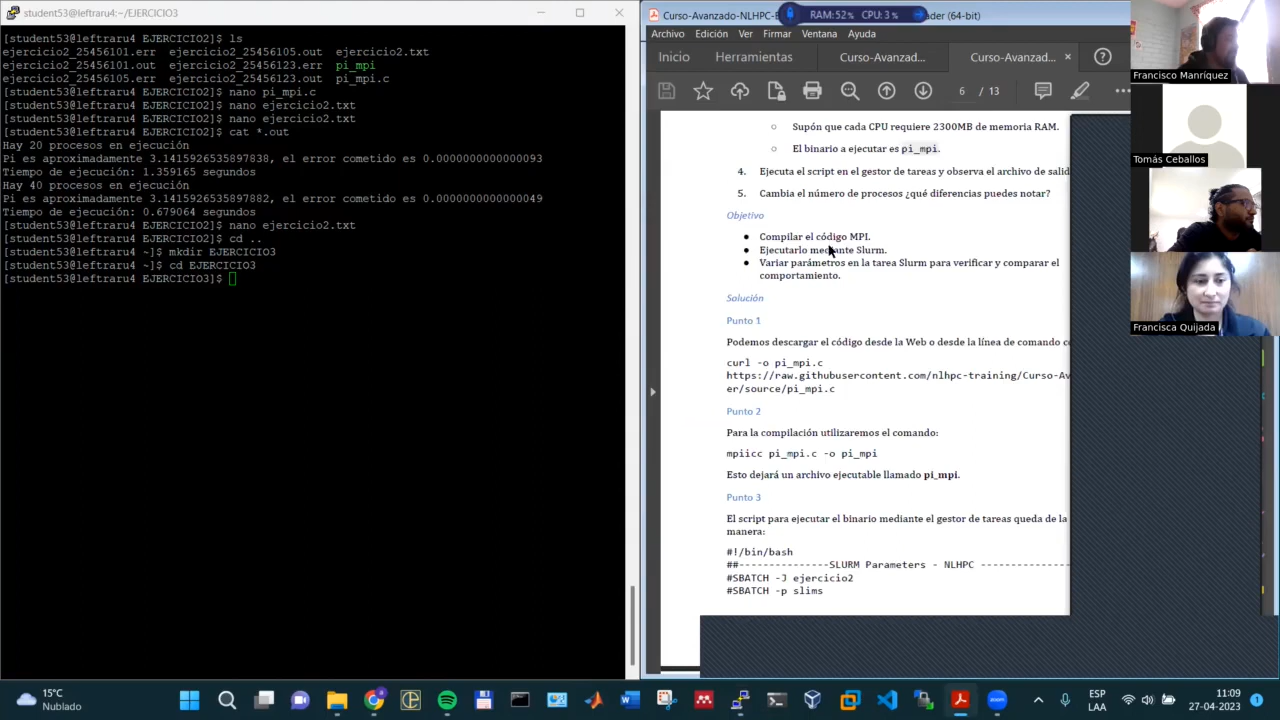 student53@leftraru4: ~/EJERCICIO3
[student53@leftraru4 EJERCICIO2]$ ls
ejercicio2_25456101.err  ejercicio2_25456105.out  ejercicio2.txt
ejercicio2_25456101.out  ejercicio2_25456123.err  pi_mpi
ejercicio2_25456105.err  ejercicio2_25456123.out  pi_mpi.c
[student53@leftraru4 EJERCICIO2]$ nano pi_mpi.c
[student53@leftraru4 EJERCICIO2]$ nano ejercicio2.txt
[student53@leftraru4 EJERCICIO2]$ nano ejercicio2.txt
[student53@leftraru4 EJERCICIO2]$ cat *.out
Hay 20 procesos en ejecución
Pi es aproximadamente 3.1415926535897838, el error cometido es 0.0000000000000093
Tiempo de ejecución: 1.359165 segundos
Hay 40 procesos en ejecución
Pi es aproximadamente 3.1415926535897882, el error cometido es 0.0000000000000049
Tiempo de ejecución: 0.679064 segundos
[student53@leftraru4 EJERCICIO2]$ nano ejercicio2.txt
[student53@leftraru4 EJERCICIO2]$ cd ..
[student53@leftraru4 ~]$ mkdir EJERCICIO3
[student53@leftraru4 ~]$ cd EJERCICIO3
[student53@leftraru4 EJERCICIO3]$
Curso-Avanzado-NLHPC-E
RAM:52% CPU:3%
ader (64-bit)
Archivo Edición Ver Firmar Ventana Ayuda
Inicio Herramientas Curso-Avanzad... Curso-Avanzad... ×
6 / 13
○ Supón que cada CPU requiere 2300MB de memoria RAM.
○ El binario a ejecutar es pi_mpi.
4. Ejecuta el script en el gestor de tareas y observa el archivo de salid
5. Cambia el número de procesos ¿qué diferencias puedes notar?
Objetivo
● Compilar el código MPI.
● Ejecutarlo mediante Slurm.
● Variar parámetros en la tarea Slurm para verificar y comparar el
comportamiento.
Solución
Punto 1
Podemos descargar el código desde la Web o desde la línea de comando c
curl -o pi_mpi.c
https://raw.githubusercontent.com/nlhpc-training/Curso-Av
er/source/pi_mpi.c
Punto 2
Para la compilación utilizaremos el comando:
mpiicc pi_mpi.c -o pi_mpi
Esto dejará un archivo ejecutable llamado pi_mpi.
Punto 3
El script para ejecutar el binario mediante el gestor de tareas queda de la
manera:
#!/bin/bash
##---------------SLURM Parameters - NLHPC ---------------
#SBATCH -J ejercicio2
#SBATCH -p slims
Francisco Manríquez
Tomás Ceballos
Francisca Quijada
15°C
Nublado
ESP
LAA
11:09
27-04-2023